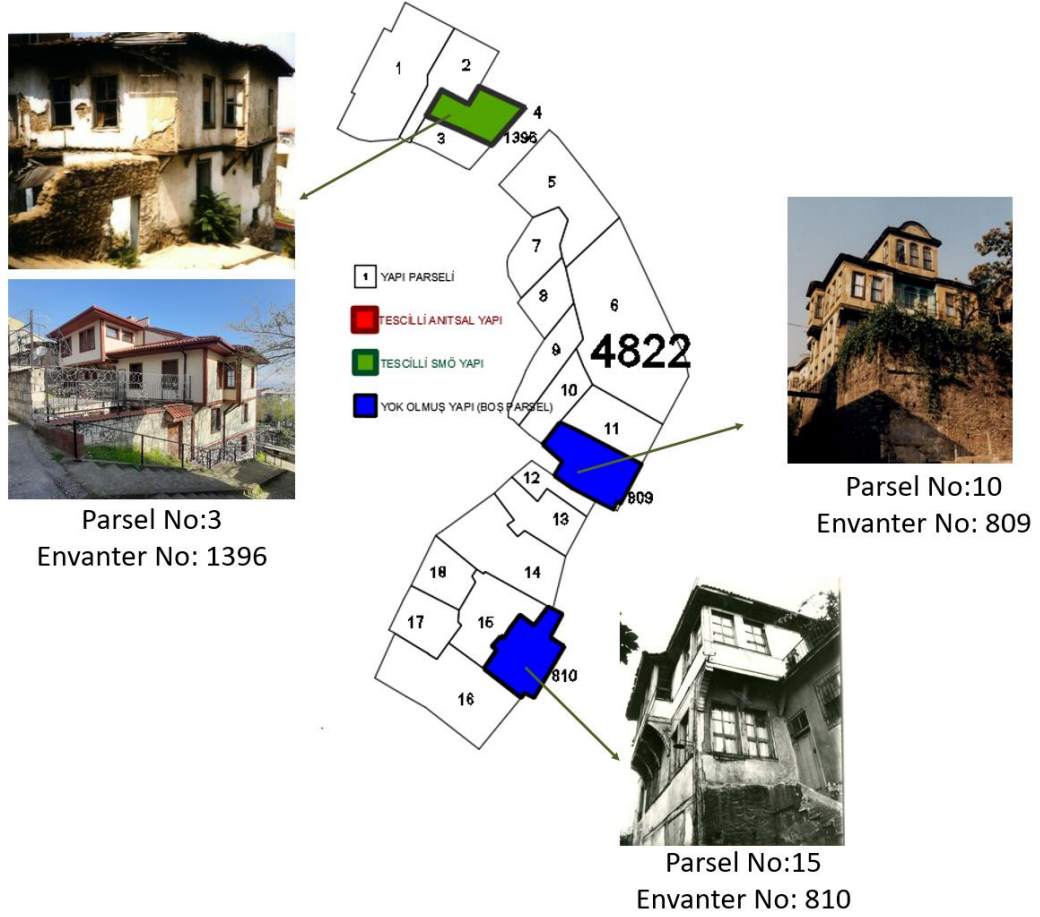 1
2
4
3
1396
5
7
1 YAPI PARSELİ
8
6
TESCİLLİ ANITSAL YAPI
9
4822
TESCİLLİ SMÖ YAPI
10
YOK OLMUŞ YAPI (BOŞ PARSEL)
11
12
809
13
14
18
17
15
810
16
Parsel No:3
Envanter No: 1396
Parsel No:10
Envanter No: 809
Parsel No:15
Envanter No: 810